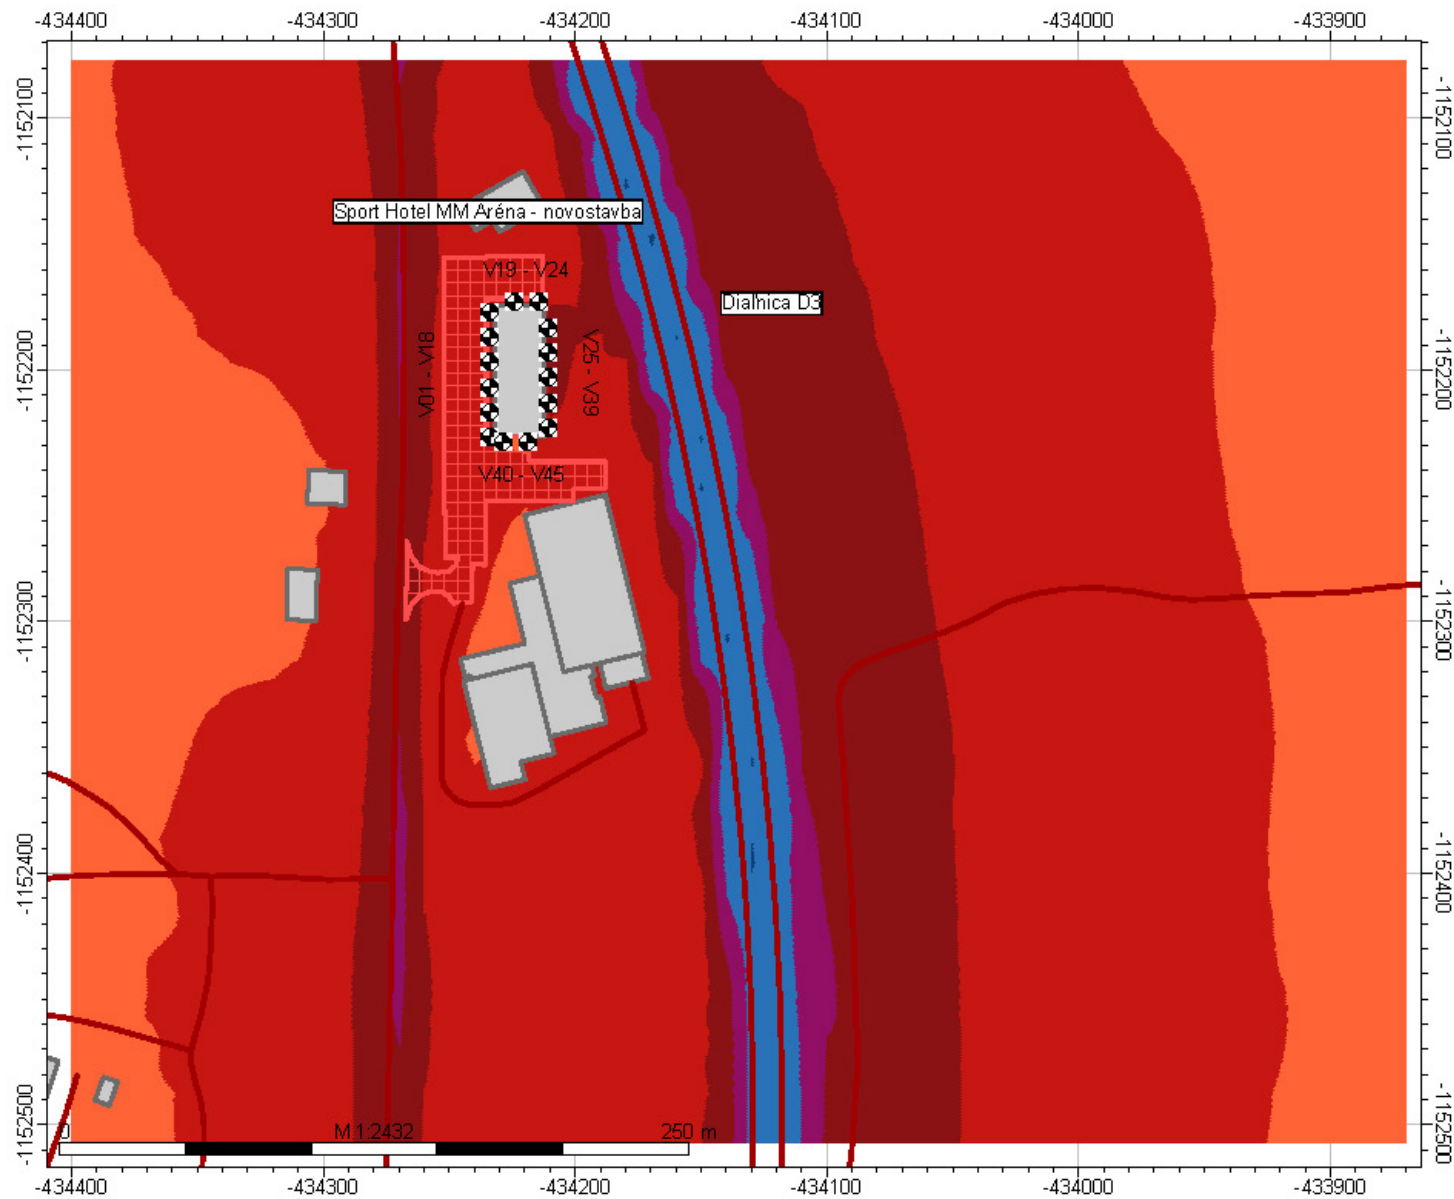 -434400 -434300 -434200 -434100 -434000 -433900
-1152100 -1152100
Sport Hotel MM Aréna - novostavba
V19 - V24
Diaľnica D3
V01 - V18
V25 - V39
-1152200 -1152200
V40 - V45
-1152300 -1152300
-1152400 -1152400
-1152500 -1152500
0 M 1:2432 250 m
-434400 -434300 -434200 -434100 -434000 -433900